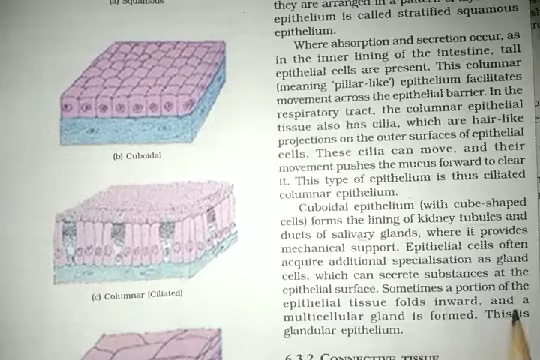 (a) Squamous
(b) Cuboidal
(c) Columnar (Ciliated)
they are arranged in a pattern of
epithelium is called stratified squamous
epithelium.
Where absorption and secretion occur, as
in the inner lining of the intestine, tall
epithelial cells are present. This columnar
(meaning 'pillar-like') epithelium facilitates
movement across the epithelial barrier. In the
respiratory tract, the columnar epithelial
tissue also has cilia, which are hair-like
projections on the outer surfaces of epithelial
cells. These cilia can move, and their
movement pushes the mucus forward to clear
it. This type of epithelium is thus ciliated
columnar epithelium.
Cuboidal epithelium (with cube-shaped
cells) forms the lining of kidney tubules and
ducts of salivary glands, where it provides
mechanical support. Epithelial cells often
acquire additional specialisation as gland
cells, which can secrete substances at the
epithelial surface. Sometimes a portion of the
epithelial tissue folds inward, and a
multicellular gland is formed. This is
glandular epithelium.
6.3.2 CONNECTIVE TISSUE